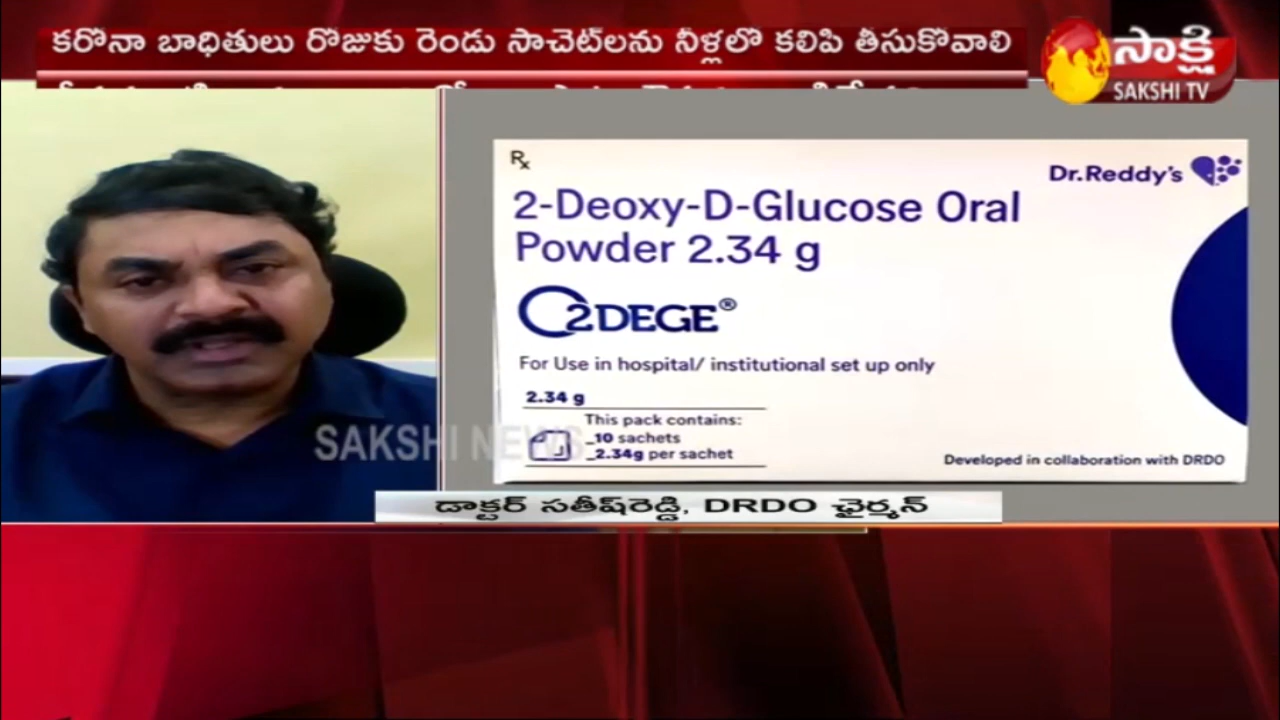 కరోనా బాధితులు రోజుకు రెండు సాచెట్‌లను నీళ్లలో కలిపి తీసుకోవాలి
సాక్షి
SAKSHI TV
Rx
Dr.Reddy's
2-Deoxy-D-Glucose Oral
Powder 2.34 g
2DEGE®
For Use in hospital/ institutional set up only
2.34 g
This pack contains:
10 sachets
2.34g per sachet
Developed in collaboration with DRDO
SAKSHI NEWS
డాక్టర్ సతీష్‌రెడ్డి, DRDO ఛైర్మన్